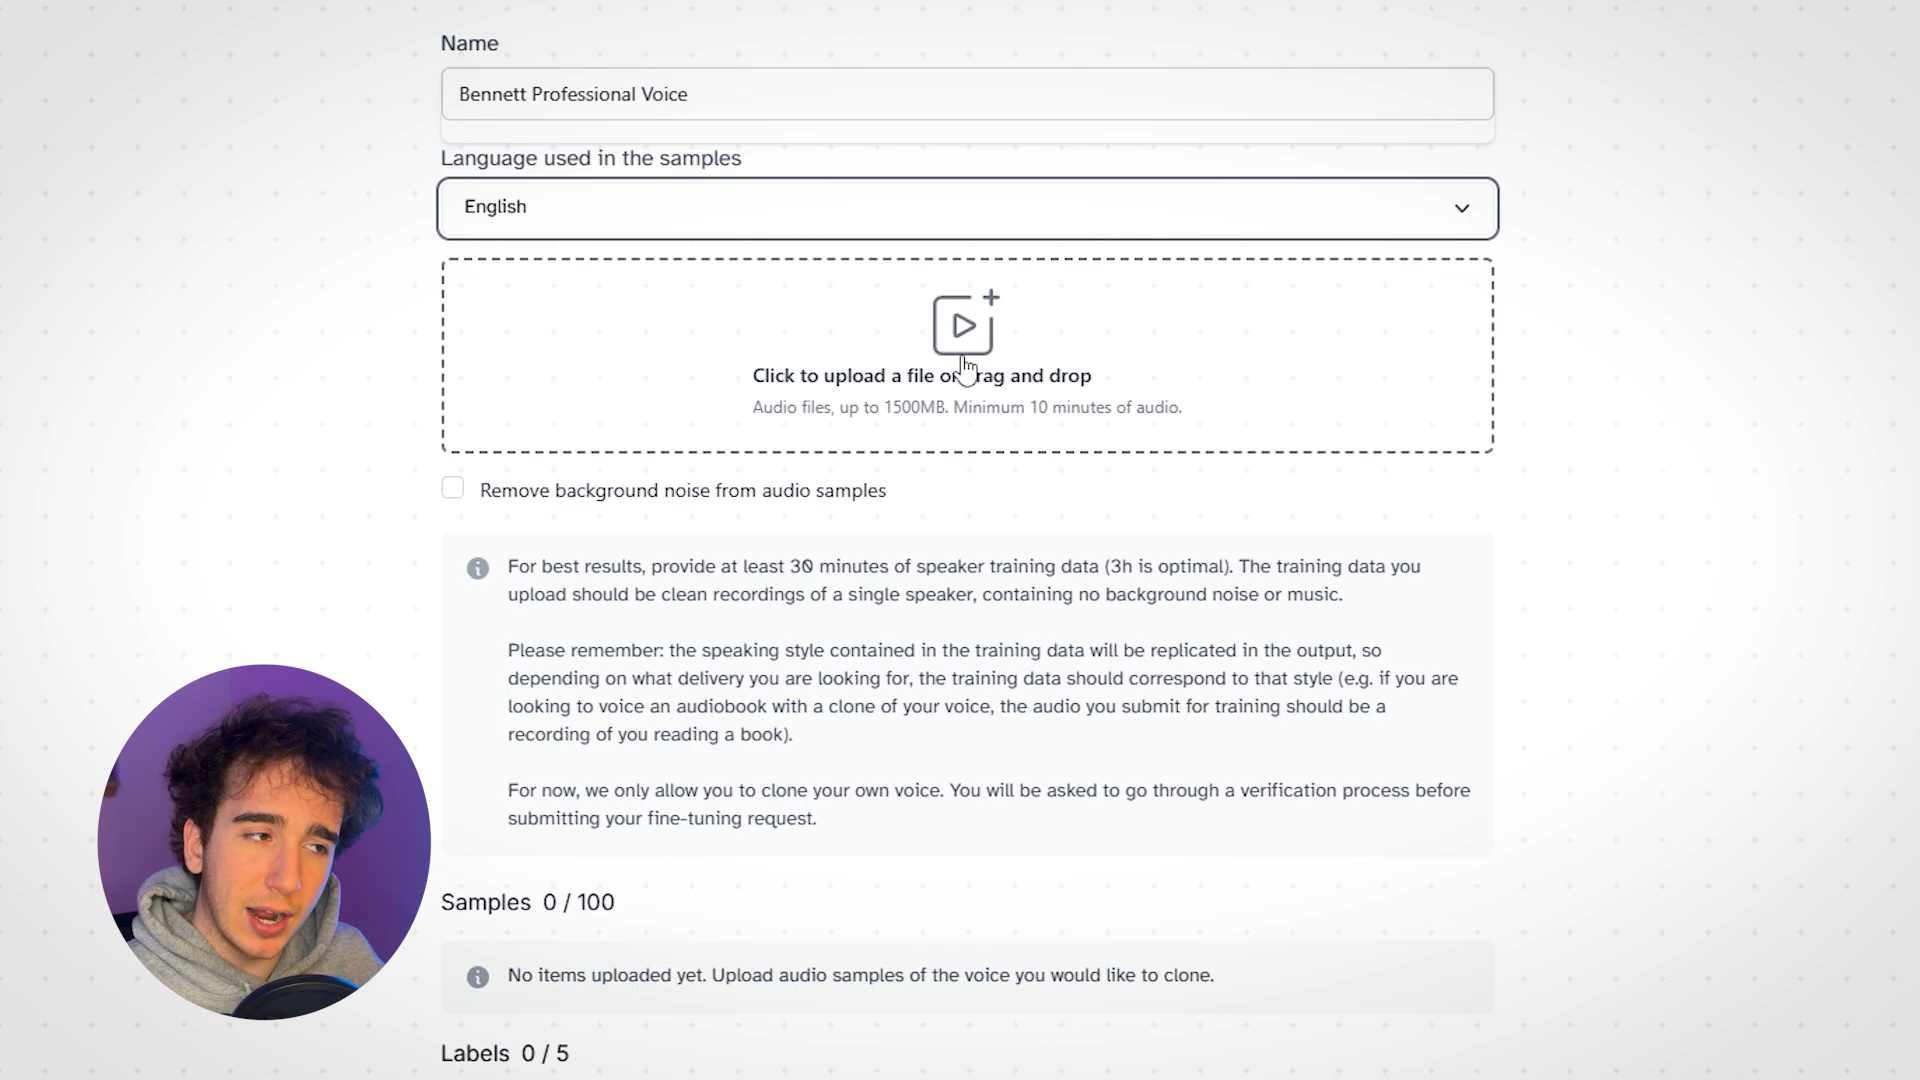 Name
Bennett Professional Voice
Language used in the samples
English
Click to upload a file or drag and drop
Audio files, up to 1500MB. Minimum 10 minutes of audio.
Remove background noise from audio samples
For best results, provide at least 30 minutes of speaker training data (3h is optimal). The training data you
upload should be clean recordings of a single speaker, containing no background noise or music.
Please remember: the speaking style contained in the training data will be replicated in the output, so
depending on what delivery you are looking for, the training data should correspond to that style (e.g. if you are
looking to voice an audiobook with a clone of your voice, the audio you submit for training should be a
recording of you reading a book).
For now, we only allow you to clone your own voice. You will be asked to go through a verification process before
submitting your fine-tuning request.
Samples 0 / 100
No items uploaded yet. Upload audio samples of the voice you would like to clone.
Labels 0 / 5